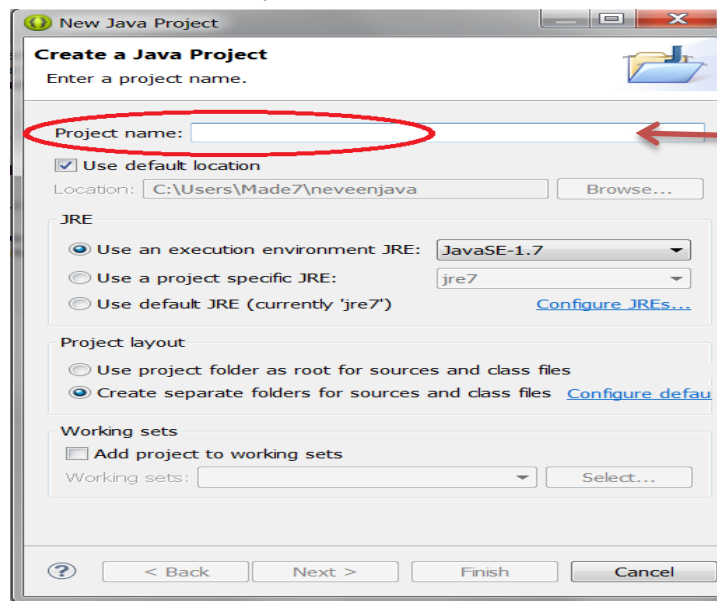 New Java Project
Create a Java Project
Enter a project name.
Project name:
Use default location
Location: C:\Users\Made7\neveenjava Browse...
JRE
Use an execution environment JRE: JavaSE-1.7
Use a project specific JRE: jre7
Use default JRE (currently 'jre7') Configure JREs...
Project layout
Use project folder as root for sources and class files
Create separate folders for sources and class files Configure defau
Working sets
Add project to working sets
Working sets: Select...
? < Back Next > Finish Cancel